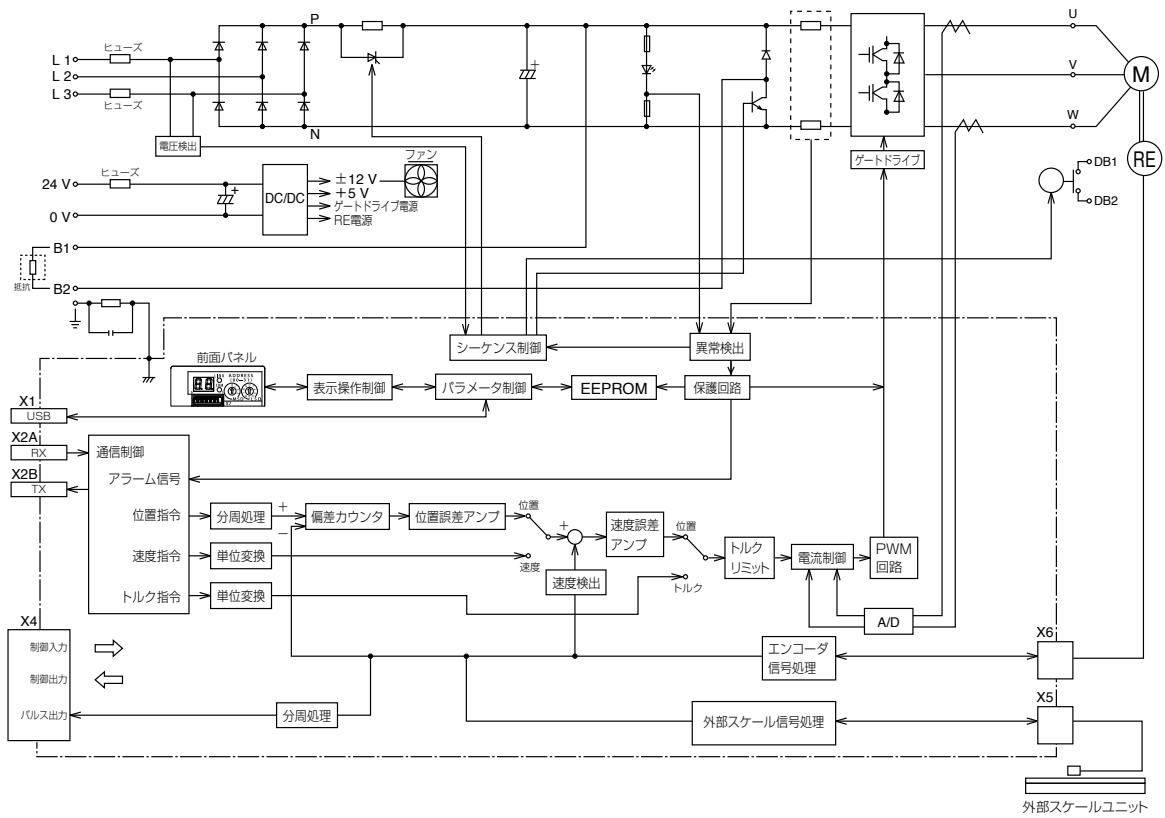 P
U
ヒューズ
L 1
L 2
V
M
L 3
ヒューズ
N
W
電圧検出
ゲートドライブ
RE
DB1
DB2
ヒューズ
24 V
0 V
DC/DC
±12 V
ファン
+5 V
ゲートドライブ電源
RE電源
B1
抵抗
B2
シーケンス制御
異常検出
前面パネル
ADDRESS
表示操作制御
パラメータ制御
EEPROM
保護回路
X1
USB
X2A
RX
X2B
TX
通信制御
アラーム信号
位置指令
分周処理
+
−
偏差カウンタ
位置誤差アンプ
位置
+
速度誤差
アンプ
位置
速度指令
単位変換
速度
速度検出
トルク
トルク
リミット
電流制御
PWM
回路
トルク指令
単位変換
A/D
X4
制御入力
制御出力
パルス出力
分周処理
エンコーダ
信号処理
X6
外部スケール信号処理
X5
外部スケールユニット